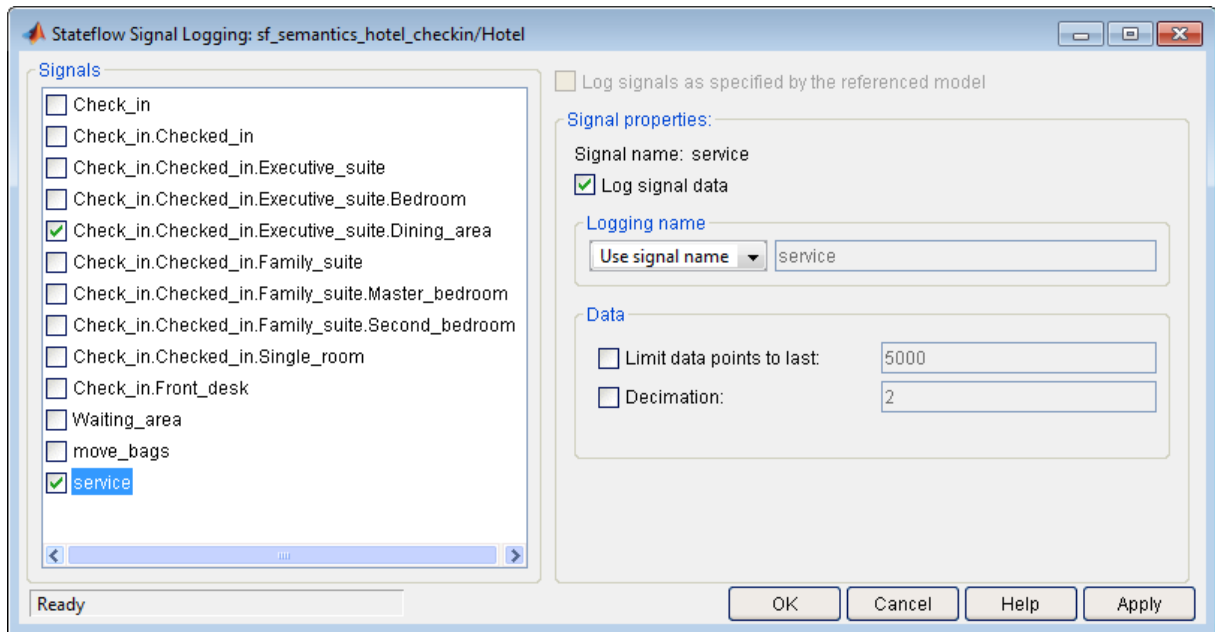 Stateflow Signal Logging: sf_semantics_hotel_checkin/Hotel
Signals
Check_in
Check_in.Checked_in
Check_in.Checked_in.Executive_suite
Check_in.Checked_in.Executive_suite.Bedroom
Check_in.Checked_in.Executive_suite.Dining_area
Check_in.Checked_in.Family_suite
Check_in.Checked_in.Family_suite.Master_bedroom
Check_in.Checked_in.Family_suite.Second_bedroom
Check_in.Checked_in.Single_room
Check_in.Front_desk
Waiting_area
move_bags
service
Log signals as specified by the referenced model
Signal properties:
Signal name: service
Log signal data
Logging name
Use signal name service
Data
Limit data points to last: 5000
Decimation: 2
Ready
OK Cancel Help Apply